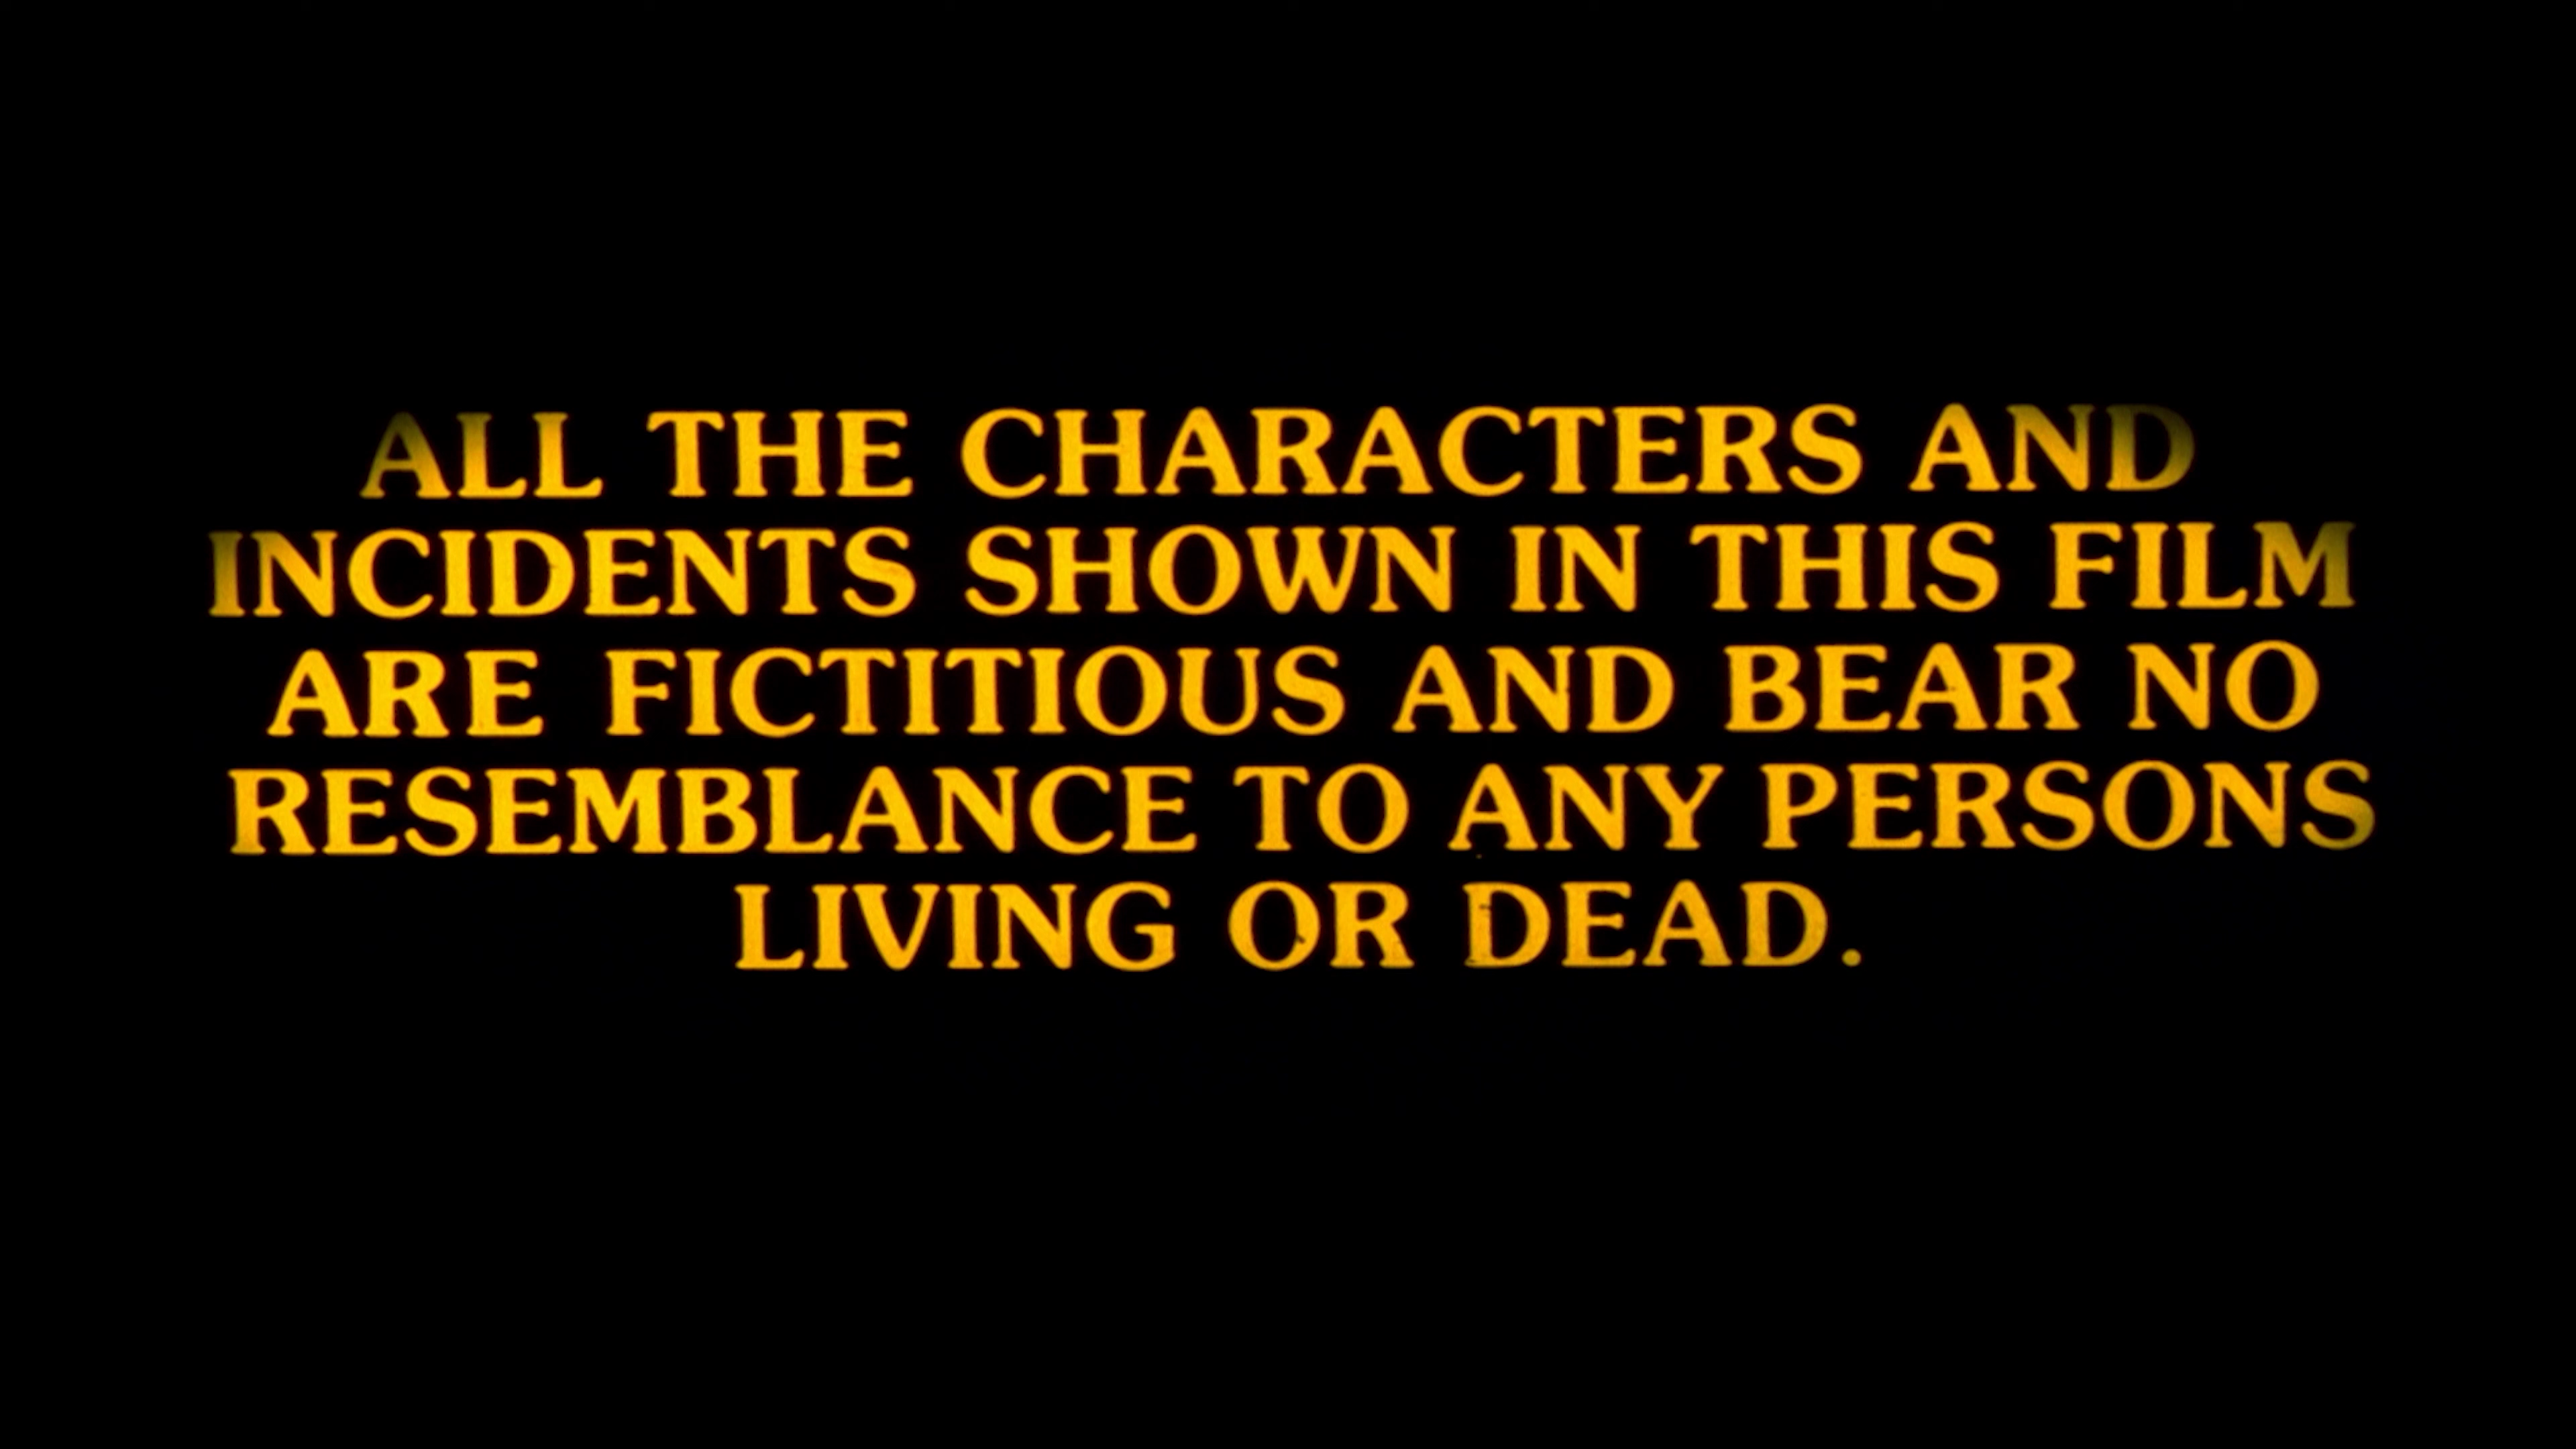 ALL THE CHARACTERS AND
INCIDENTS SHOWN IN THIS FILM
ARE FICTITIOUS AND BEAR NO
RESEMBLANCE TO ANY PERSONS
LIVING OR DEAD.